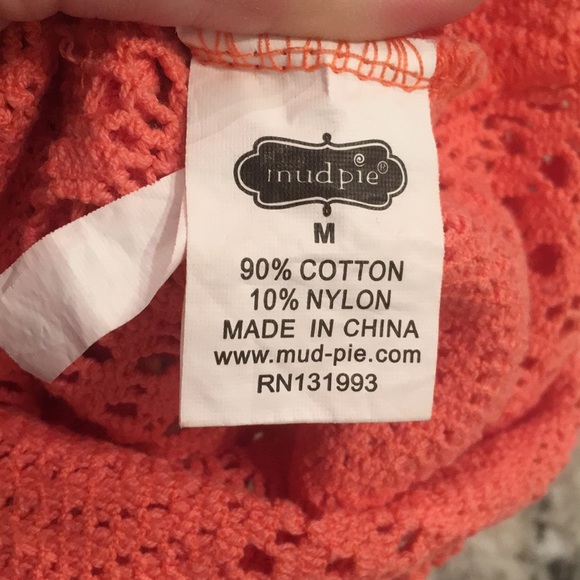 mudpie®
M
90% COTTON
10% NYLON
MADE IN CHINA
www.mud-pie.com
RN131993